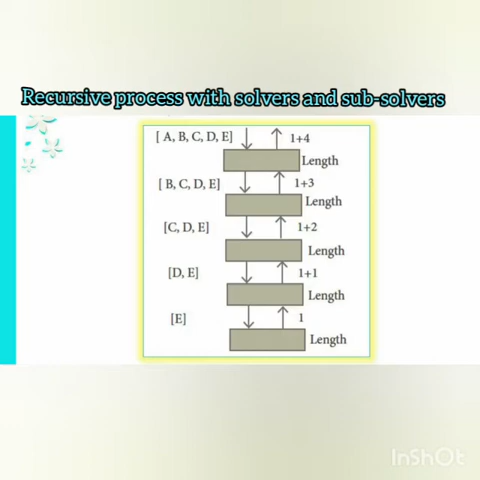 Recursive process with solvers and sub-solvers
[ A, B, C, D, E] 1+4
Length
[ B, C, D, E] 1+3
Length
[C, D, E] 1+2
Length
[D, E] 1+1
Length
[E] 1
Length
InShOt